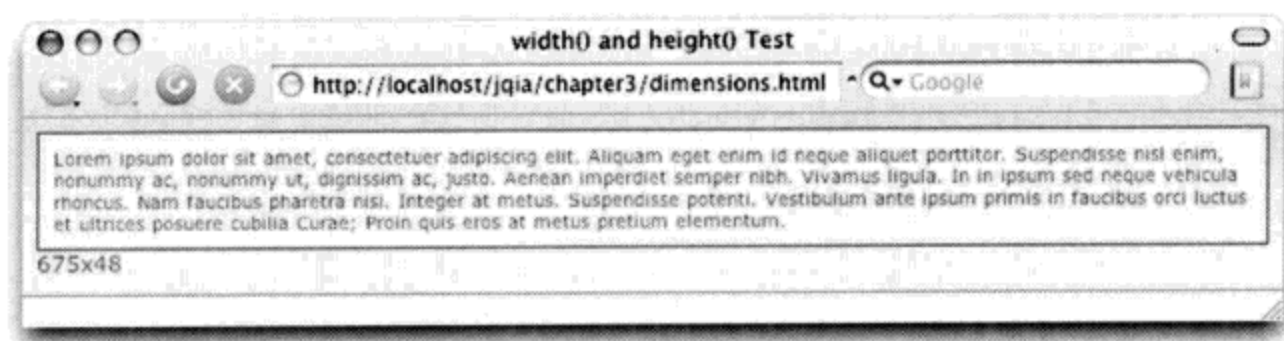 width() and height() Test
http://localhost/jqia/chapter3/dimensions.html Google
Lorem ipsum dolor sit amet, consectetuer adipiscing elit. Aliquam eget enim id neque aliquet porttitor. Suspendisse nisl enim,
nonummy ac, nonummy ut, dignissim ac, justo. Aenean imperdiet semper nibh. Vivamus ligula. In in ipsum sed neque vehicula
rhoncus. Nam faucibus pharetra nisi. Integer at metus. Suspendisse potenti. Vestibulum ante ipsum primis in faucibus orci luctus
et ultrices posuere cubilia Curae; Proin quis eros at metus pretium elementum.
675x48